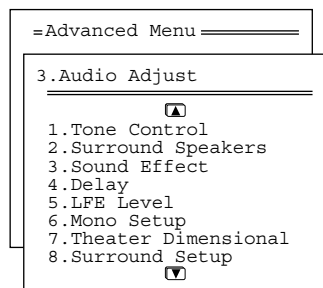 =Advanced Menu
3.Audio Adjust
1.Tone Control
2.Surround Speakers
3.Sound Effect
4.Delay
5.LFE Level
6.Mono Setup
7.Theater Dimensional
8.Surround Setup